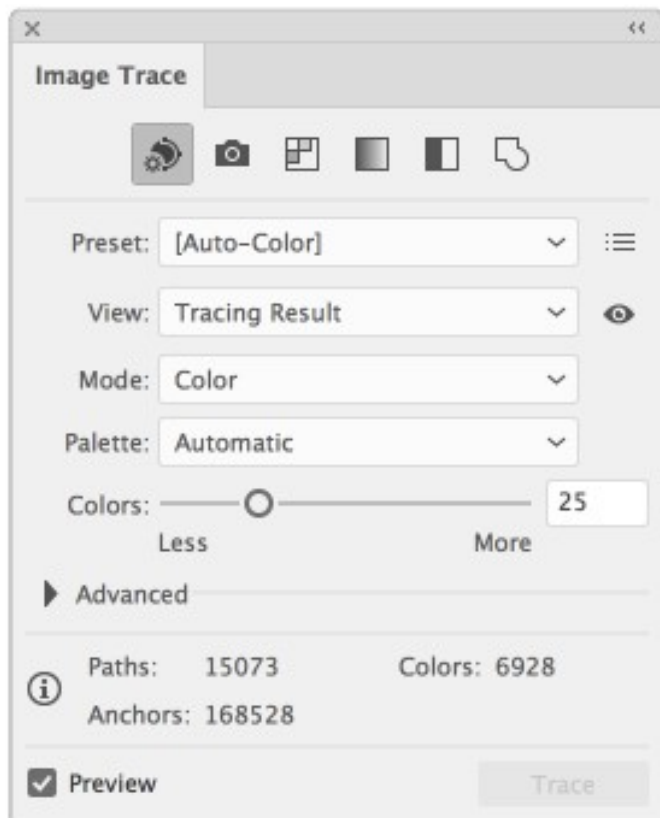 Image Trace
Preset: [Auto-Color]
View: Tracing Result
Mode: Color
Palette: Automatic
Colors: 25
Less More
Advanced
Paths: 15073 Colors: 6928
Anchors: 168528
Preview Trace